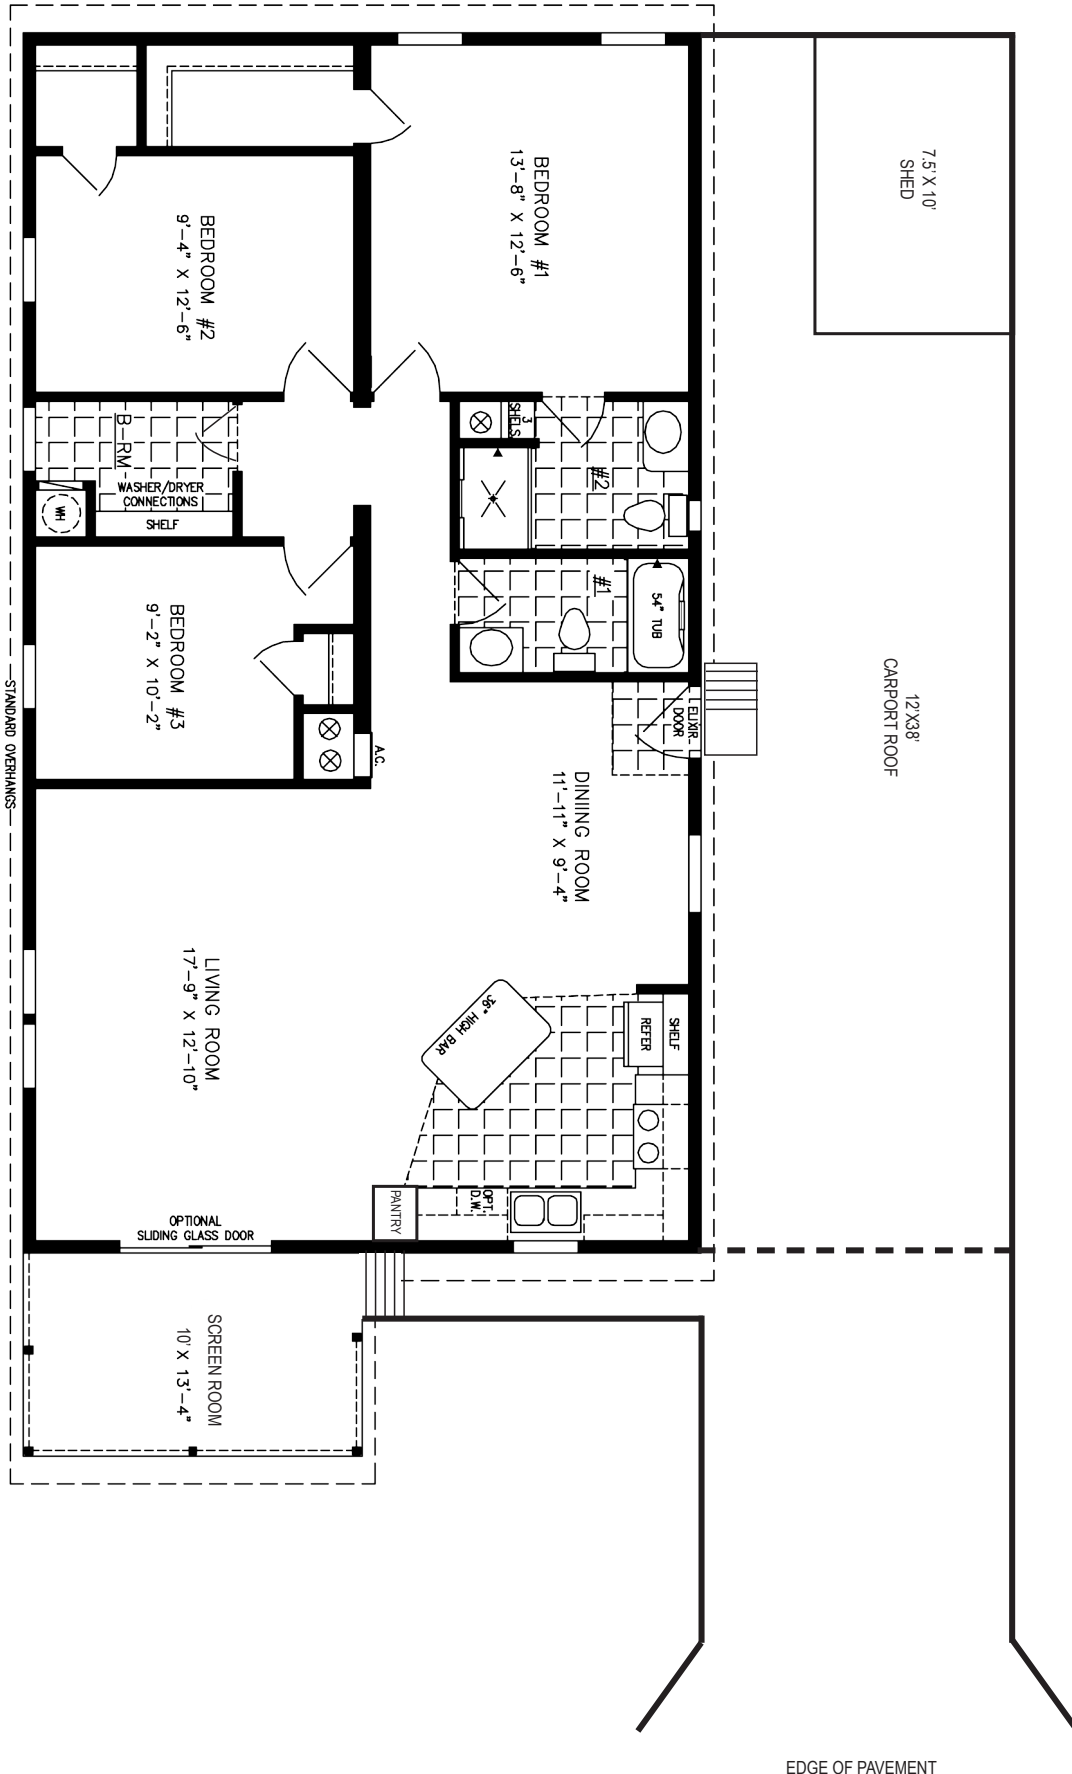 7.5' X 10'
SHED
BEDROOM #1
13'-8" X 12'-6"
BEDROOM #2
9'-4" X 12'-6"
3
SHELS.
#2
B-RM
WASHER/DRYER
CONNECTIONS
SHELF
WH
#1
54" TUB
BEDROOM #3
9'-2" X 10'-2"
A.C.
ELIXIR
DOOR
12'X38'
CARPORT ROOF
STANDARD OVERHANGS
DINIING ROOM
11'-11" X 9'-4"
LIVING ROOM
17'-9" X 12'-10"
36" HIGH BAR
SHELF
REFER
OPT.
D.W.
PANTRY
OPTIONAL
SLIDING GLASS DOOR
SCREEN ROOM
10' X 13'-4"
EDGE OF PAVEMENT